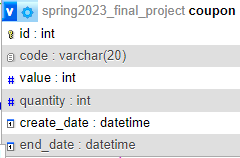 v spring2023_final_project coupon
id : int
code : varchar(20)
# value : int
# quantity : int
create_date : datetime
end_date : datetime